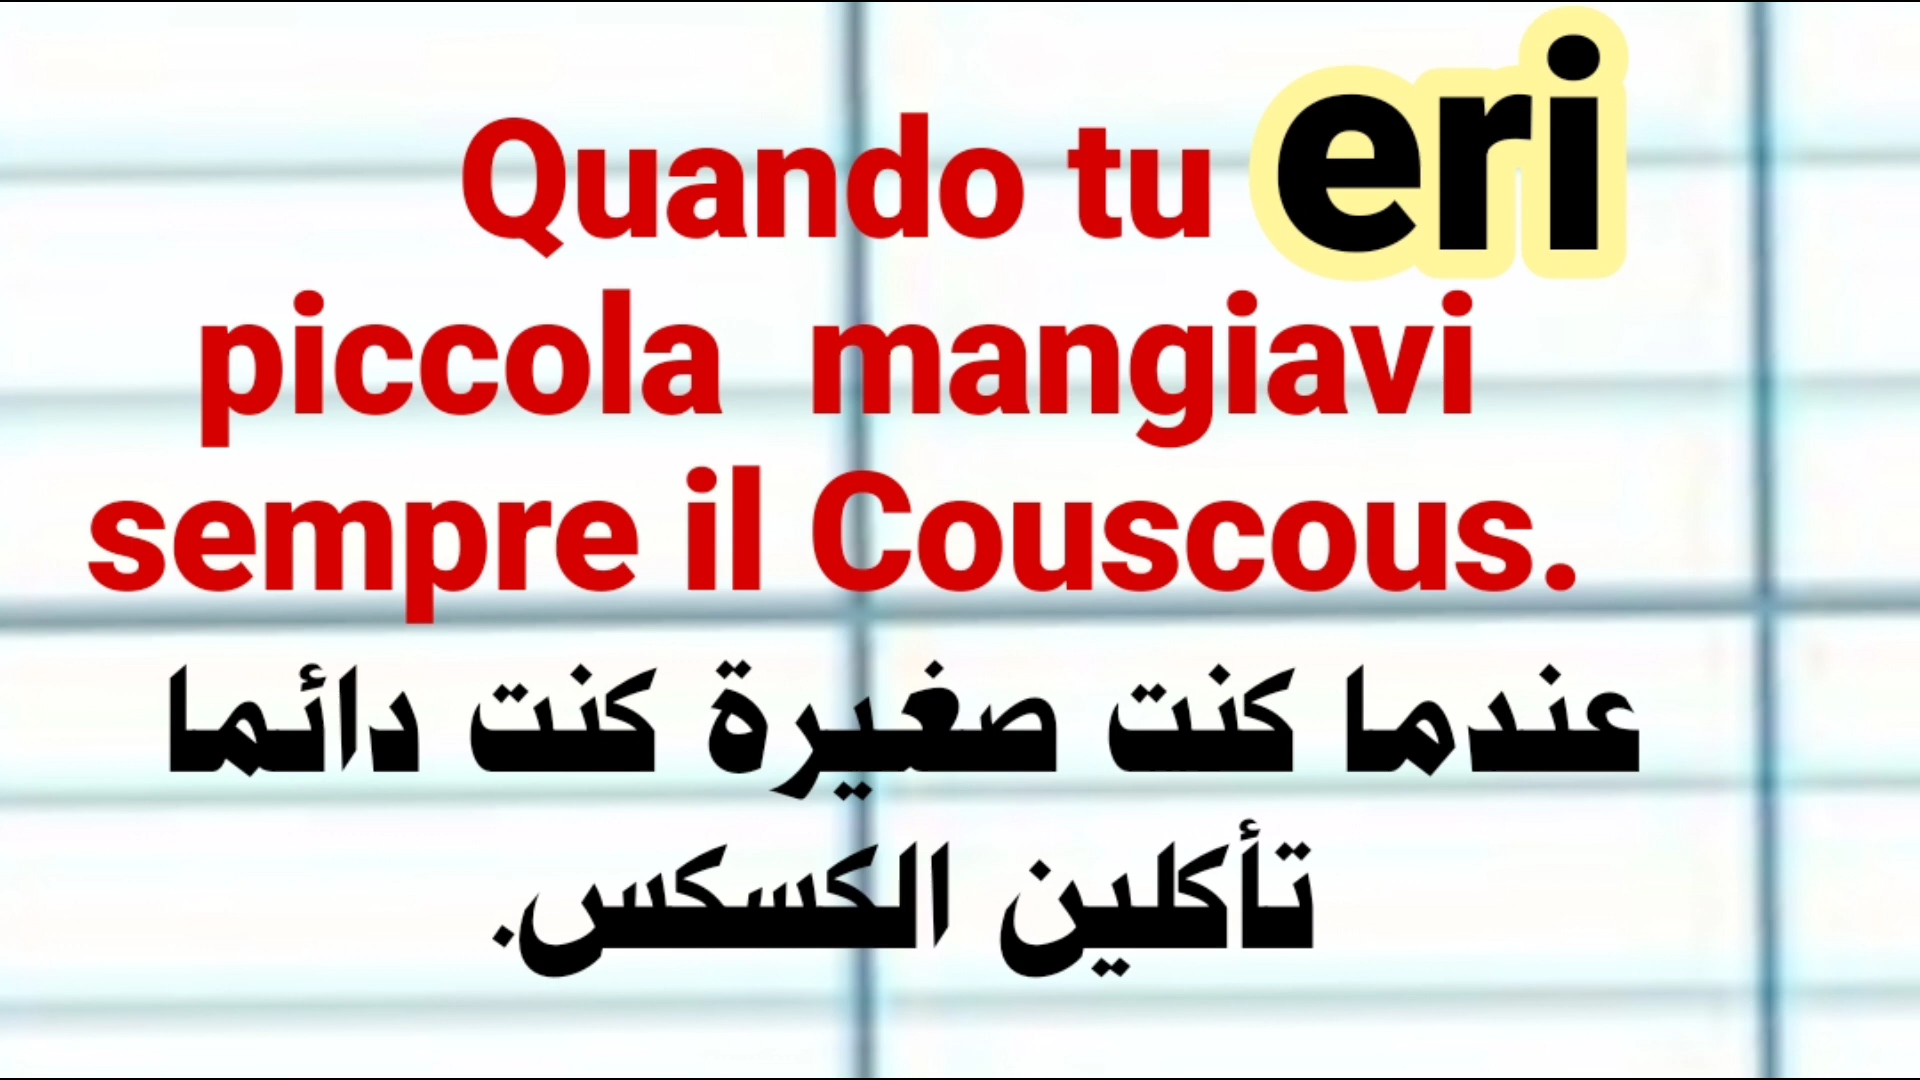 Quando tu eri
piccola mangiavi
sempre il Couscous.
عندما كنت صغيرة كنت دائما
تأكلين الكسكس.